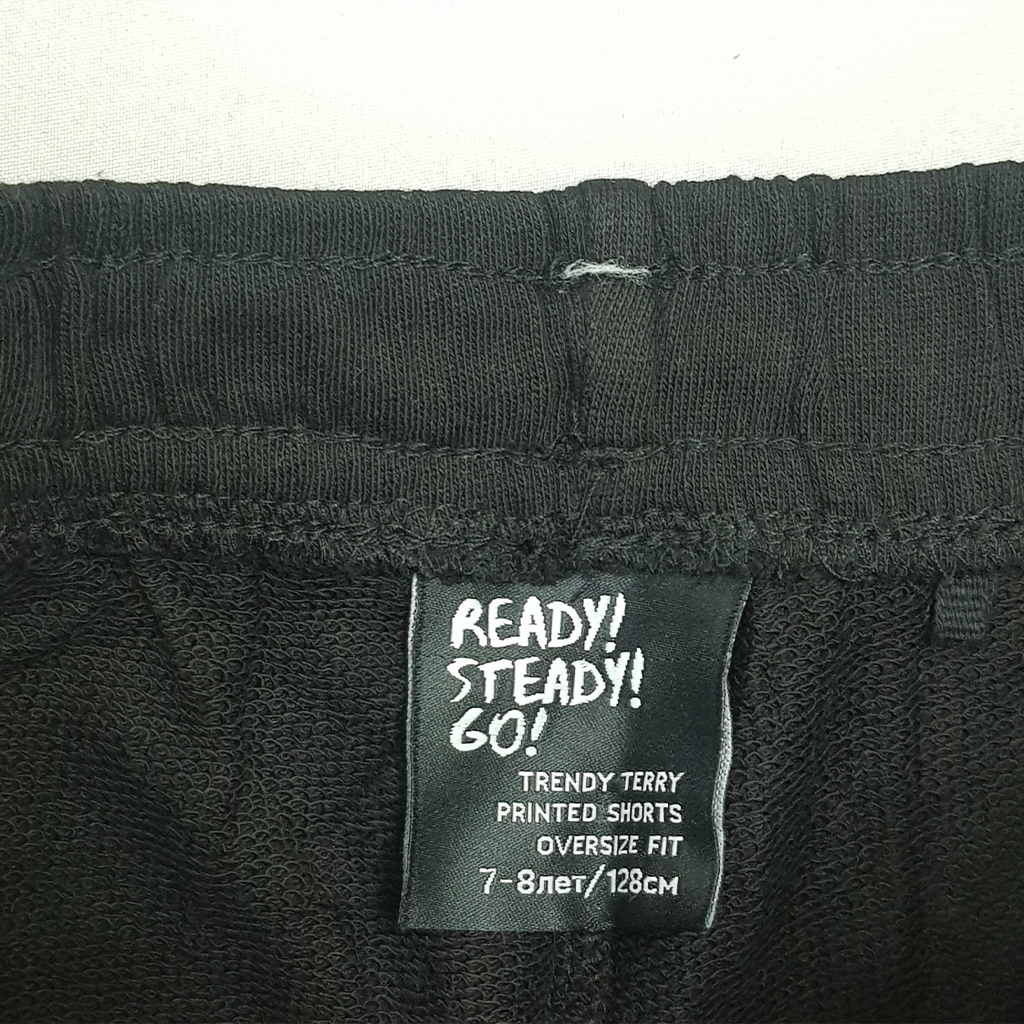 READY!
STEADY!
GO!
TRENDY TERRY
PRINTED SHORTS
OVERSIZE FIT
7-8лет/128см